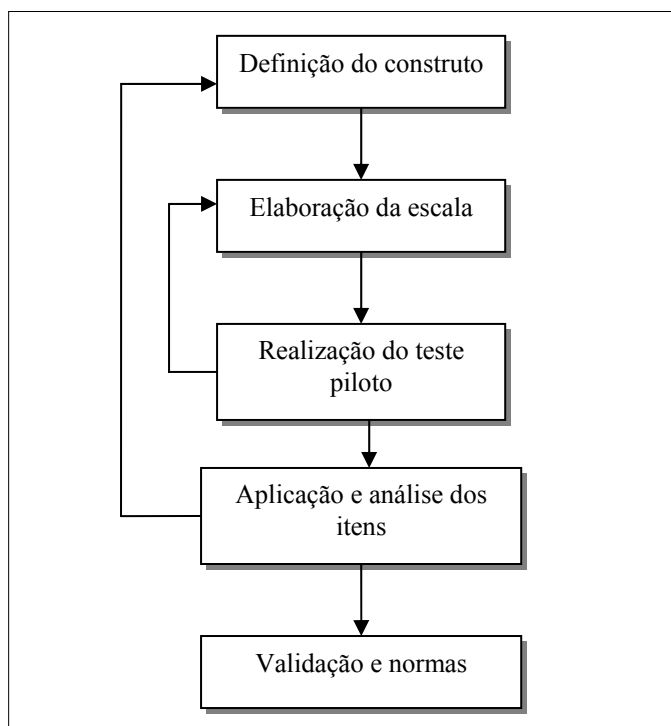 Definição do construto
Elaboração da escala
Realização do teste
piloto
Aplicação e análise dos
itens
Validação e normas